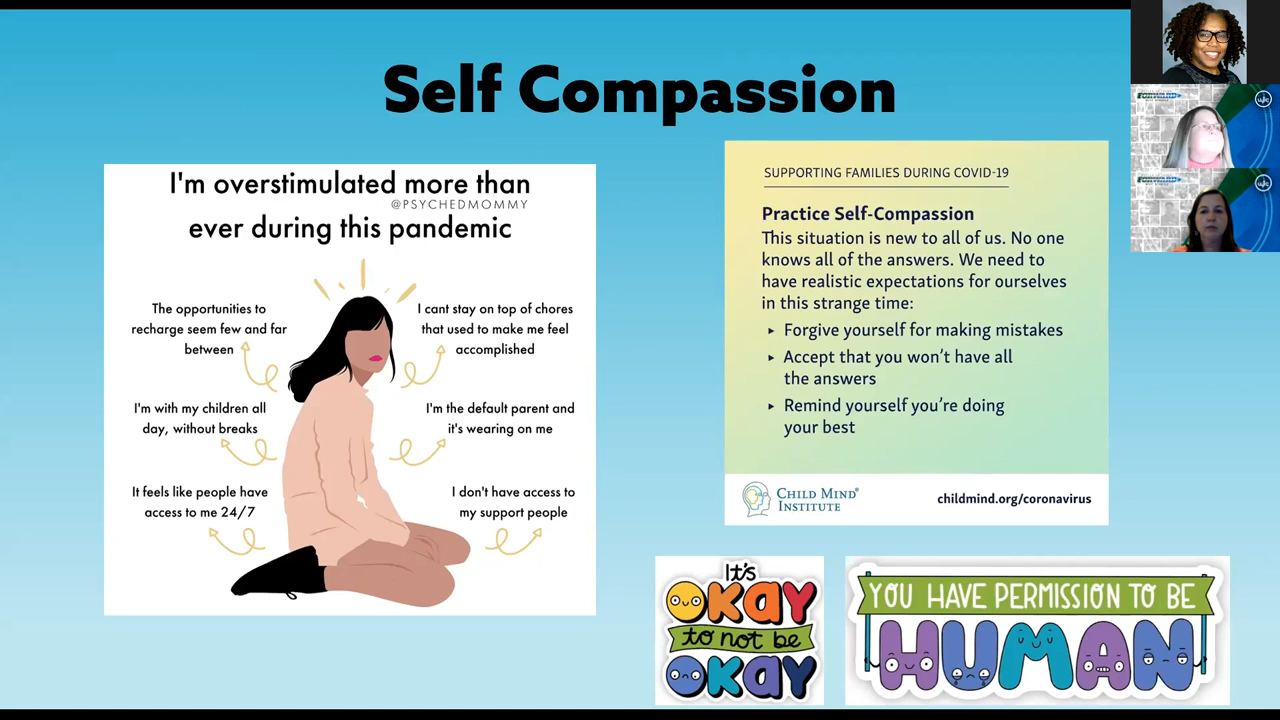 Self Compassion
I'm overstimulated more than
@PSYCHEDMOMMY
ever during this pandemic
The opportunities to
recharge seem few and far
between
I cant stay on top of chores
that used to make me feel
accomplished
I'm with my children all
day, without breaks
I'm the default parent and
it's wearing on me
It feels like people have
access to me 24/7
I don't have access to
my support people
SUPPORTING FAMILIES DURING COVID-19
Practice Self-Compassion
This situation is new to all of us. No one
knows all of the answers. We need to
have realistic expectations for ourselves
in this strange time:
▸ Forgive yourself for making mistakes
▸ Accept that you won't have all
the answers
▸ Remind yourself you're doing
your best
CHILD MIND®
INSTITUTE
childmind.org/coronavirus
IT'S
OKAY
to not be
OKAY
YOU HAVE PERMISSION TO BE
HUMAN
FORWARD
FORWARD